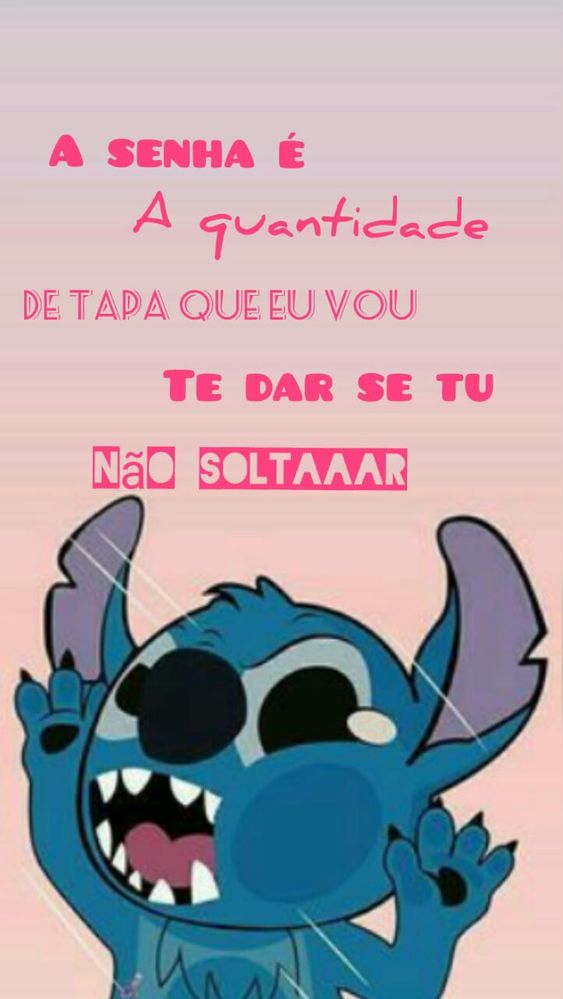 A SENHA É
A quantidade
DE TAPA QUE EU VOU
TE DAR SE TU
NãO SOLTAAAR